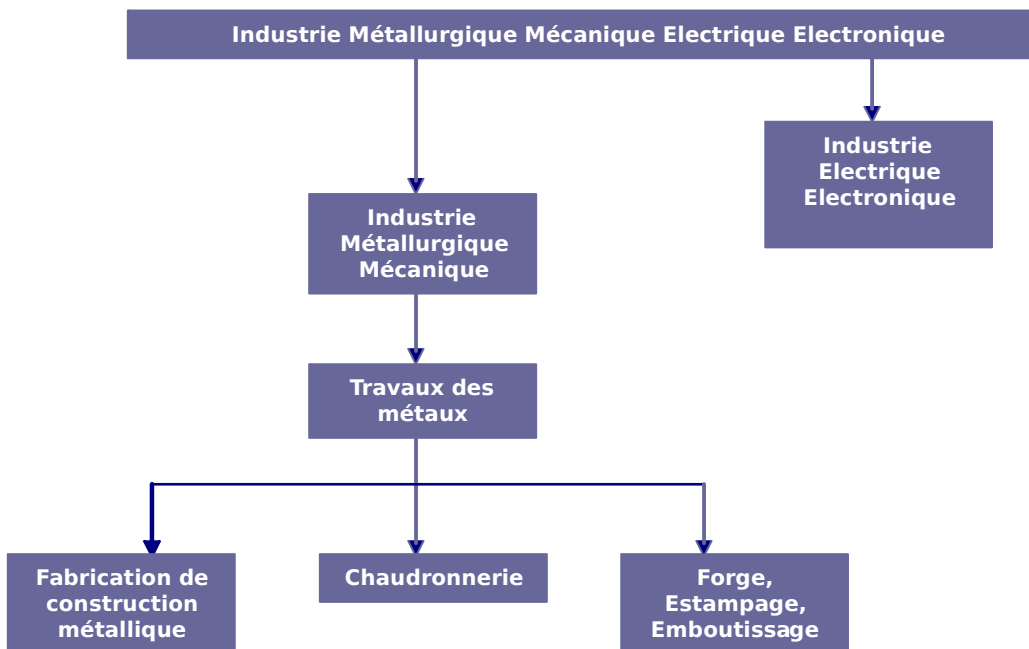 Industrie Métallurgique Mécanique Electrique Electronique
Industrie
Electrique
Electronique
Industrie
Métallurgique
Mécanique
Travaux des
métaux
Fabrication de
construction
métallique
Chaudronnerie
Forge,
Estampage,
Emboutissage